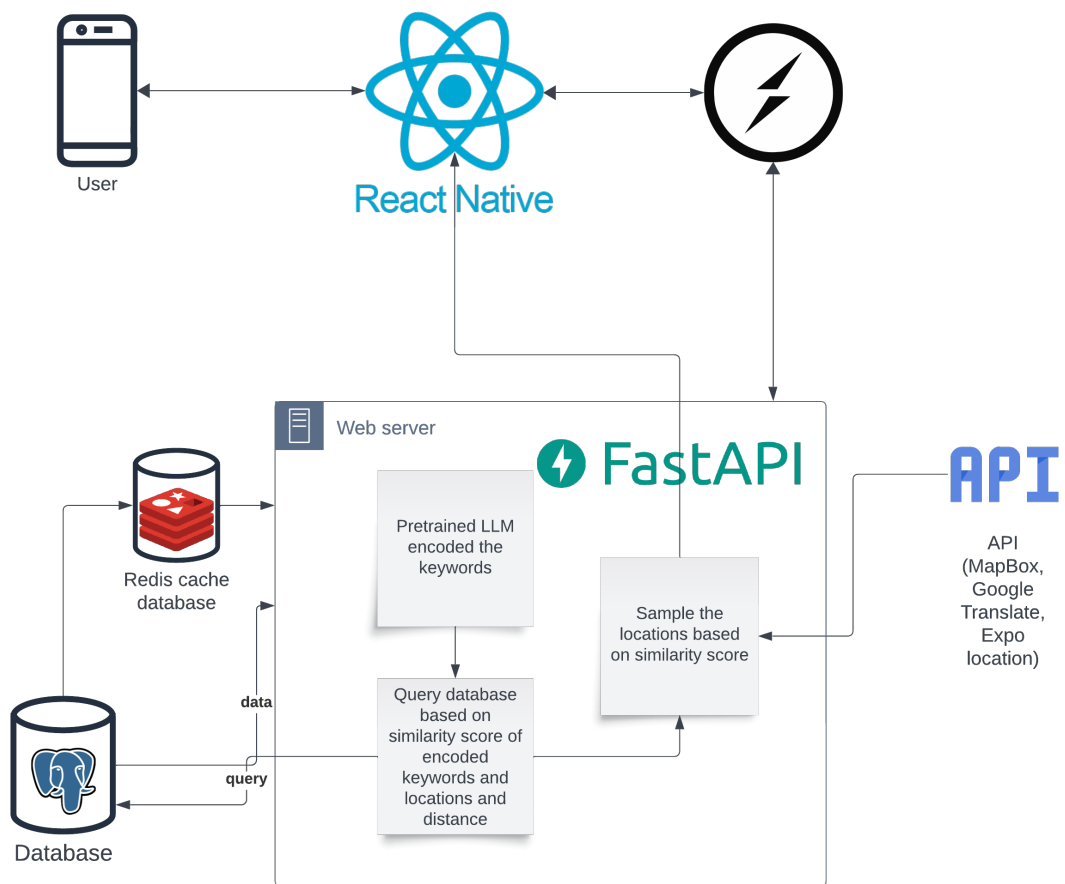 User
React Native
Web server
FastAPI
Pretrained LLM
encoded the
keywords
Redis cache
database
Sample the
locations based
on similarity score
API
API
(MapBox,
Google
Translate,
Expo
location)
data
query
Query database
based on
similarity score of
encoded
keywords and
locations and
distance
Database